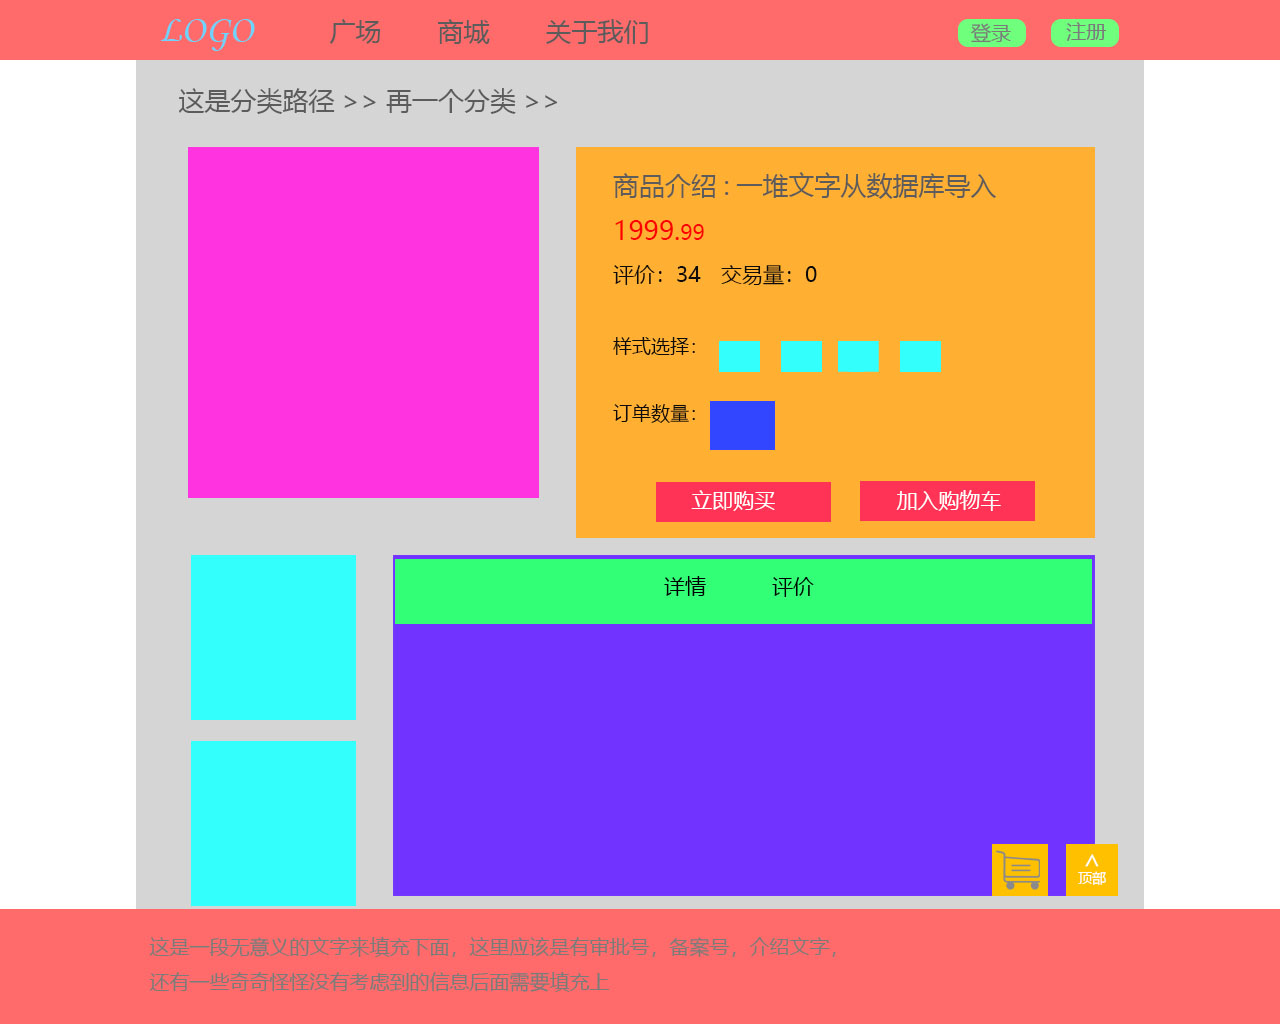 LOGO 广场 商城 关于我们 登录 注册
这是分类路径 >> 再一个分类 >>
商品介绍 : 一堆文字从数据库导入
1999.99
评价：34 交易量：0
样式选择：
订单数量：
立即购买 加入购物车
详情 评价
^
顶部
这是一段无意义的文字来填充下面，这里应该是有审批号，备案号，介绍文字，
还有一些奇奇怪怪没有考虑到的信息后面需要填充上